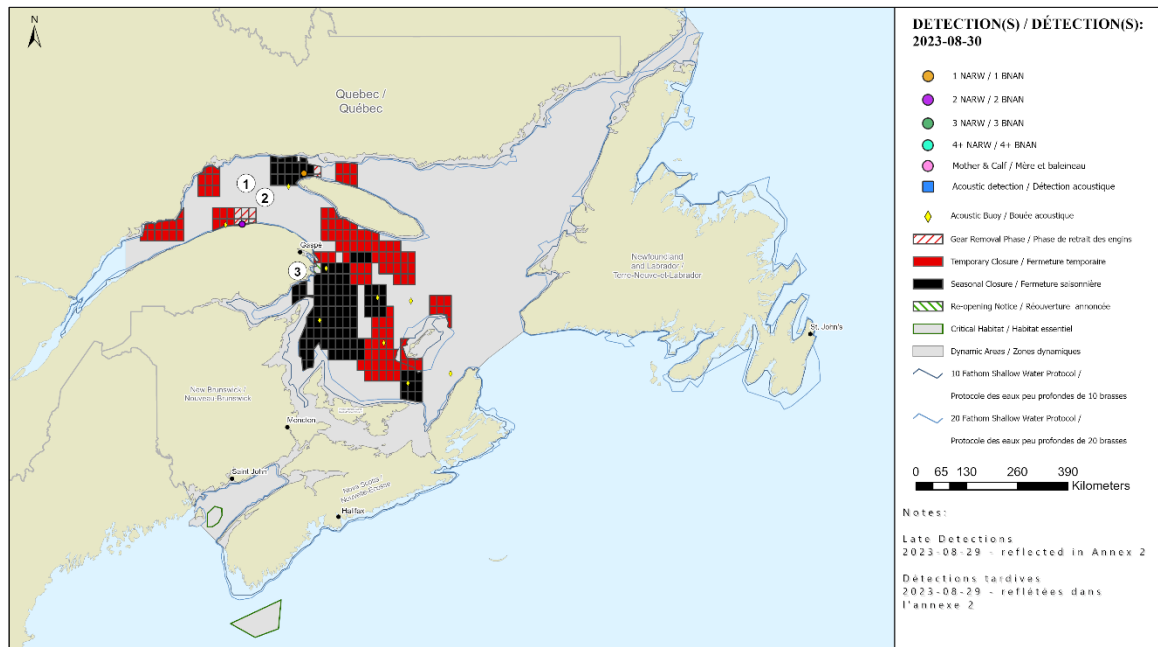 N
Quebec /
Québec
1
2
Gaspé
3
Newfoundland
and Labrador /
Terre-Neuve-et-Labrador
St. John's
New Brunswick /
Nouveau-Brunswick
Moncton
Saint John
Nova Scotia /
Nouvelle-Écosse
Halifax
DETECTION(S) / DÉTECTION(S):
2023-08-30
1 NARW / 1 BNAN
2 NARW / 2 BNAN
3 NARW / 3 BNAN
4+ NARW / 4+ BNAN
Mother & Calf / Mère et baleineau
Acoustic detection / Détection acoustique
Acoustic Buoy / Bouée acoustique
Gear Removal Phase / Phase de retrait des engins
Temporary Closure / Fermeture temporaire
Seasonal Closure / Fermeture saisonnière
Re-opening Notice / Réouverture annoncée
Critical Habitat / Habitat essentiel
Dynamic Areas / Zones dynamiques
10 Fathom Shallow Water Protocol /
Protocole des eaux peu profondes de 10 brasses
20 Fathom Shallow Water Protocol /
Protocole des eaux peu profondes de 20 brasses
0 65 130 260 390
Kilometers
Notes:
Late Detections
2023-08-29 - reflected in Annex 2
Détections tardives
2023-08-29 - reflétées dans
l'annexe 2